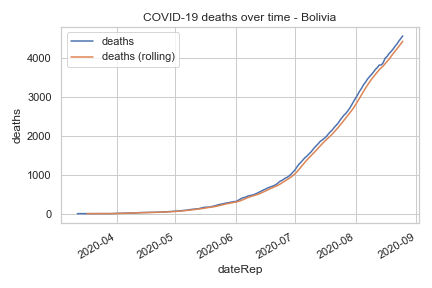 COVID-19 deaths over time - Bolivia
deaths
deaths (rolling)
deaths
4000
3000
2000
1000
0
2020-04
2020-05
2020-06
2020-07
2020-08
2020-09
dateRep